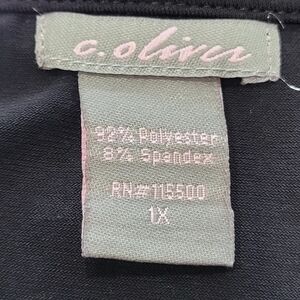 c. oliver
92% Polyester
8% Spandex
RN#115500
1X